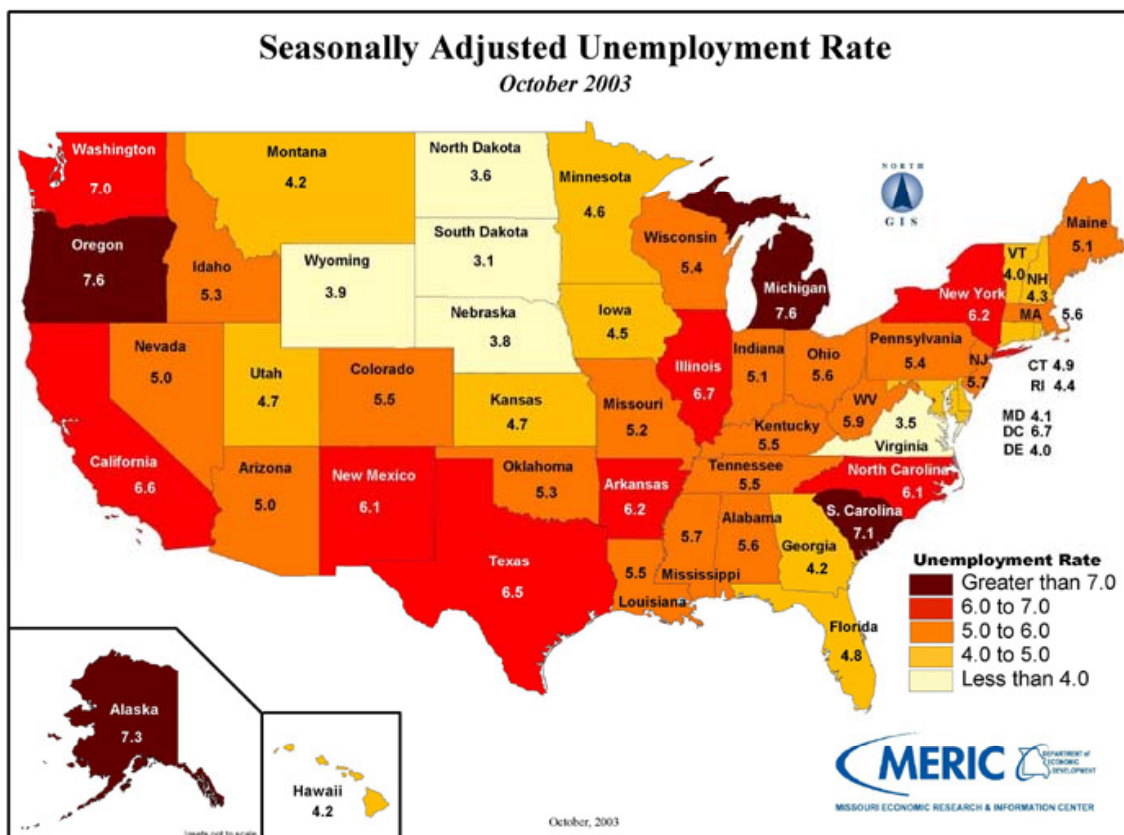 Seasonally Adjusted Unemployment Rate
October 2003
Washington
7.0
Montana
4.2
North Dakota
3.6
Minnesota
4.6
NORTH
GIS
Oregon
7.6
Idaho
5.3
Wyoming
3.9
South Dakota
3.1
Wisconsin
5.4
Michigan
7.6
Maine
5.1
VT
4.0
NH
4.3
New York
6.2
MA
5.6
Nevada
5.0
Utah
4.7
Colorado
5.5
Nebraska
3.8
Iowa
4.5
Illinois
6.7
Indiana
5.1
Ohio
5.6
Pennsylvania
5.4
NJ
5.7
CT 4.9
RI 4.4
MD 4.1
DC 6.7
DE 4.0
California
6.6
Arizona
5.0
New Mexico
6.1
Kansas
4.7
Missouri
5.2
Kentucky
5.5
WV
5.9
3.5
Virginia
Oklahoma
5.3
Arkansas
6.2
Tennessee
5.5
North Carolina
6.1
S. Carolina
7.1
Texas
6.5
5.5
Louisiana
5.7
Mississippi
Alabama
5.6
Georgia
4.2
Florida
4.8
Unemployment Rate
Greater than 7.0
6.0 to 7.0
5.0 to 6.0
4.0 to 5.0
Less than 4.0
Alaska
7.3
Hawaii
4.2
Insets not to scale
October, 2003
MERIC
DEPARTMENT of
ECONOMIC
DEVELOPMENT
MISSOURI ECONOMIC RESEARCH & INFORMATION CENTER